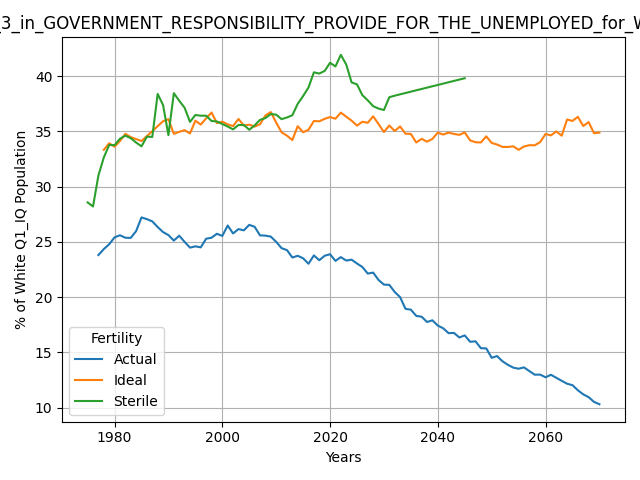 _3_in_GOVERNMENT_RESPONSIBILITY_PROVIDE_FOR_THE_UNEMPLOYED_for_W
% of White Q1_IQ Population
40
35
30
25
20
15
10
Fertility
Actual
Ideal
Sterile
1980
2000
2020
2040
2060
Years